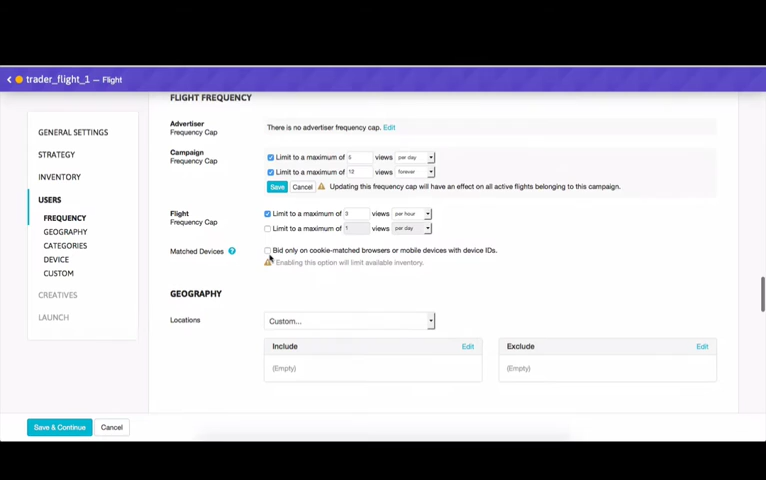 trader_flight_1 — Flight
FLIGHT FREQUENCY
Advertiser
Frequency Cap
There is no advertiser frequency cap. Edit
GENERAL SETTINGS
STRATEGY
INVENTORY
USERS
FREQUENCY
GEOGRAPHY
CATEGORIES
DEVICE
CUSTOM
CREATIVES
LAUNCH
Campaign
Frequency Cap
Limit to a maximum of 5 views per day
Limit to a maximum of 12 views forever
Save Cancel Updating this frequency cap will have an effect on all active flights belonging to this campaign.
Flight
Frequency Cap
Limit to a maximum of 3 views per hour
Limit to a maximum of 1 views per day
Matched Devices ? Bid only on cookie-matched browsers or mobile devices with device IDs.
Enabling this option will limit available inventory.
GEOGRAPHY
Locations Custom...
Include Edit Exclude Edit
(Empty) (Empty)
Save & Continue Cancel